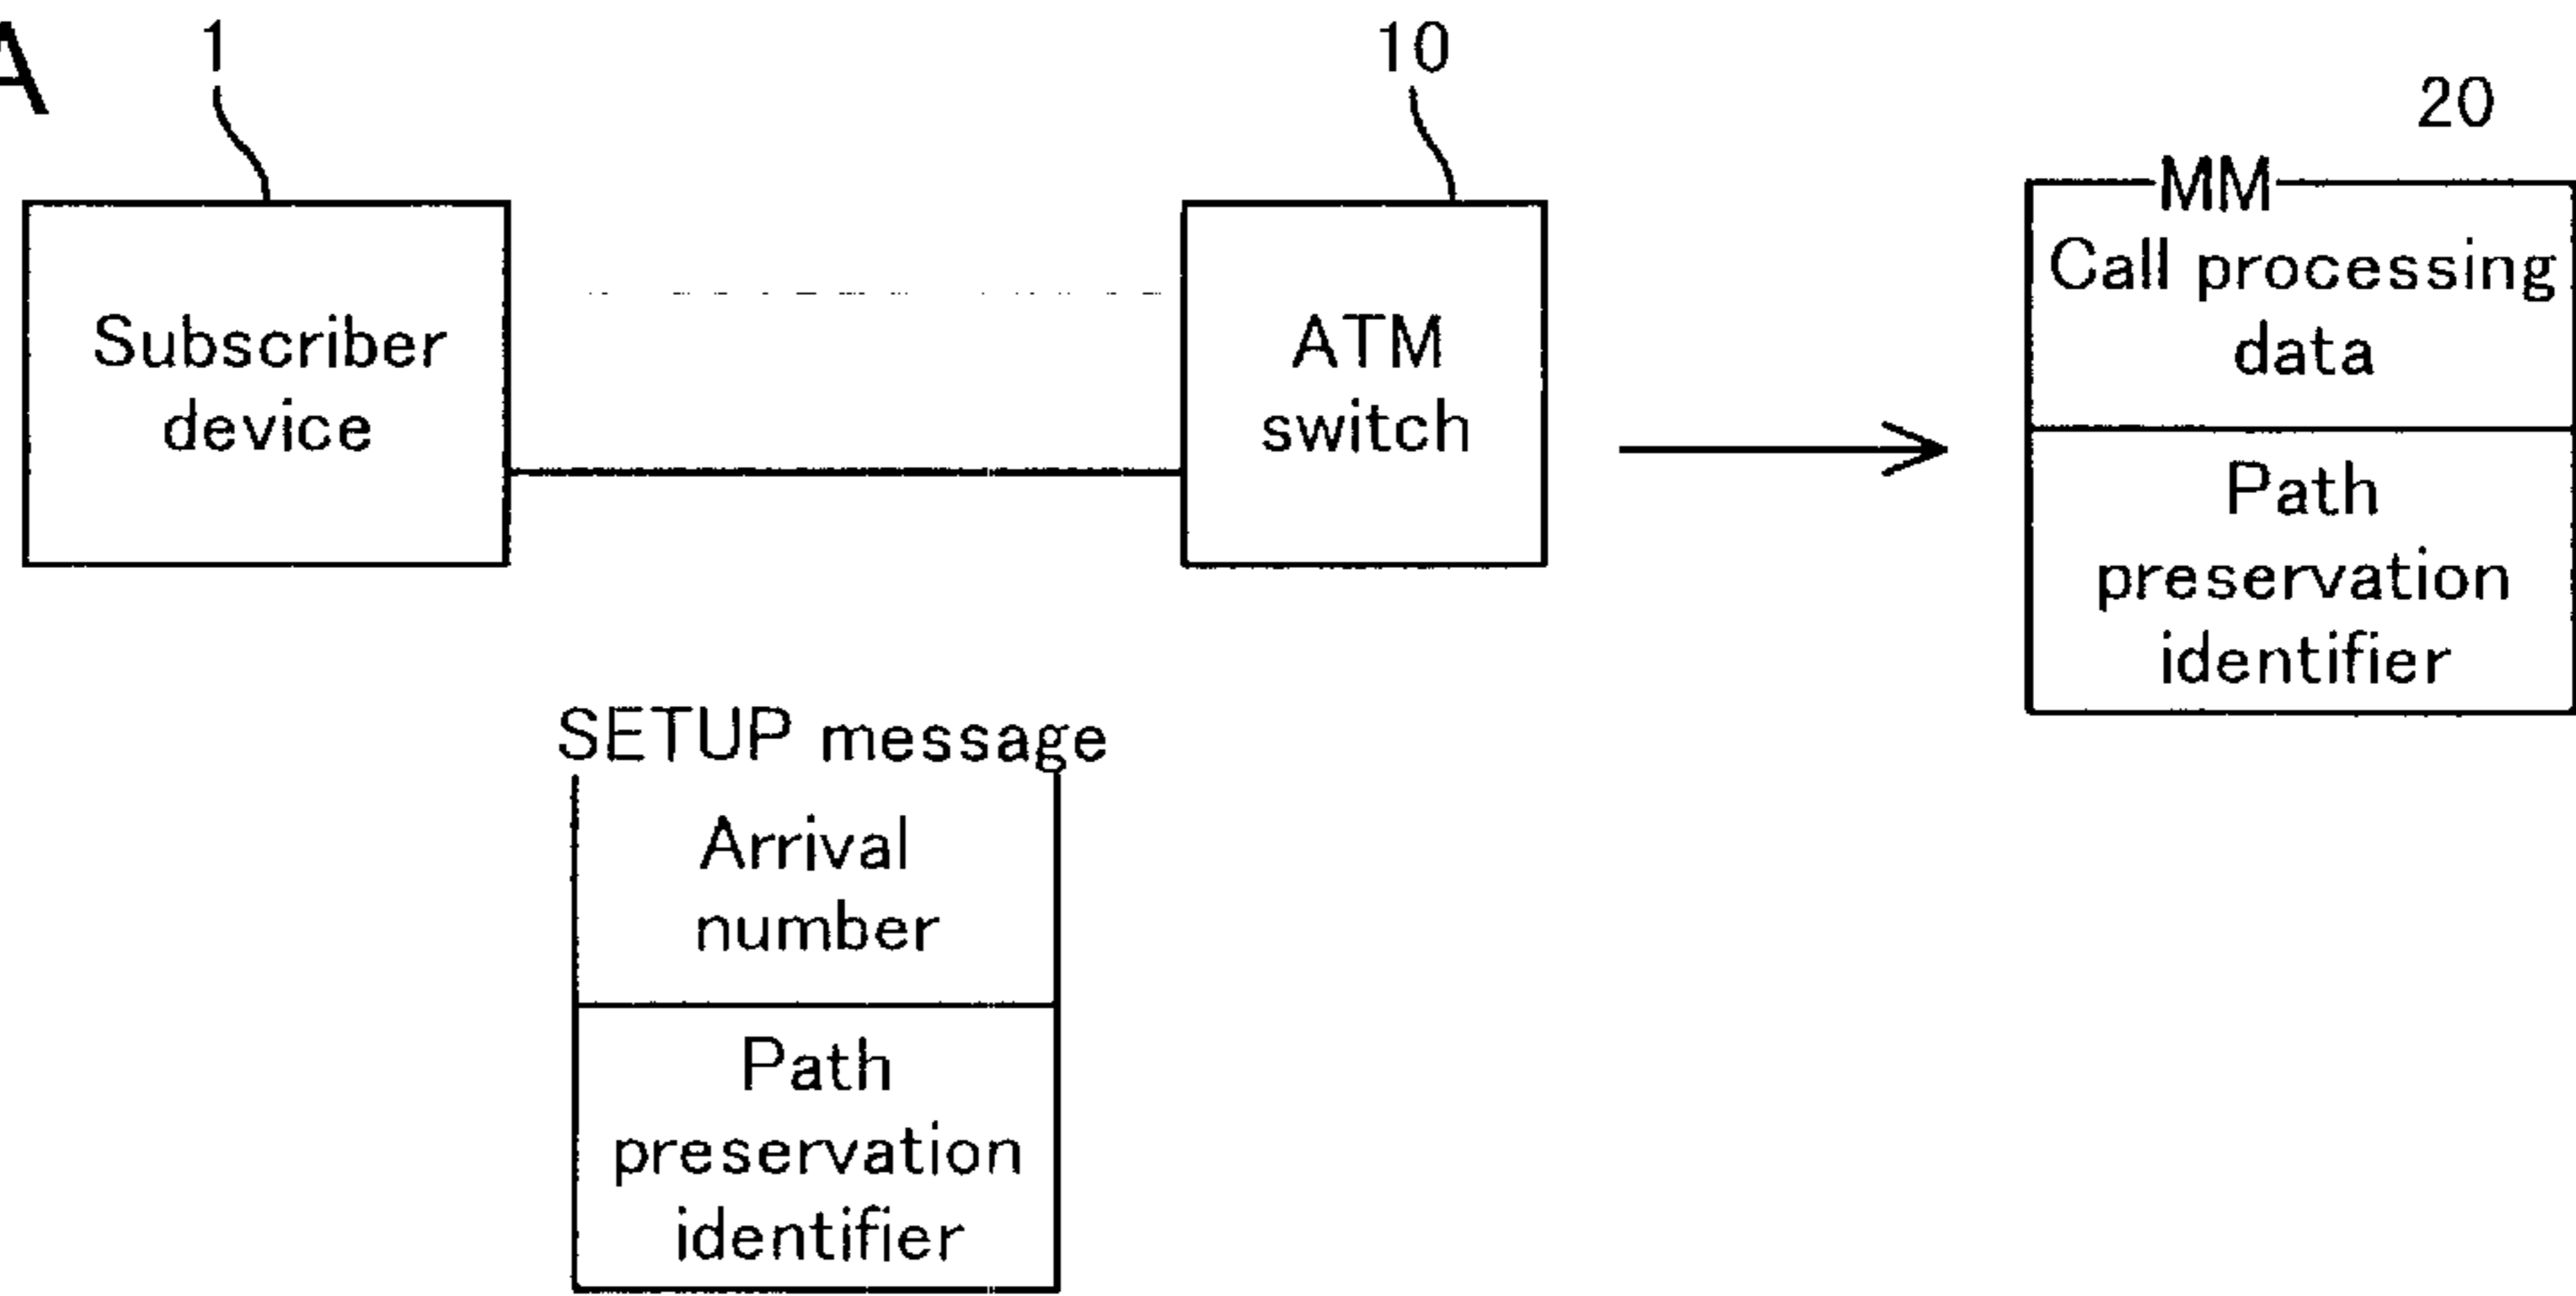 A
1
10
20
Subscriber
device
ATM
switch
MM
Call processing
data
Path
preservation
identifier
SETUP message
Arrival
number
Path
preservation
identifier